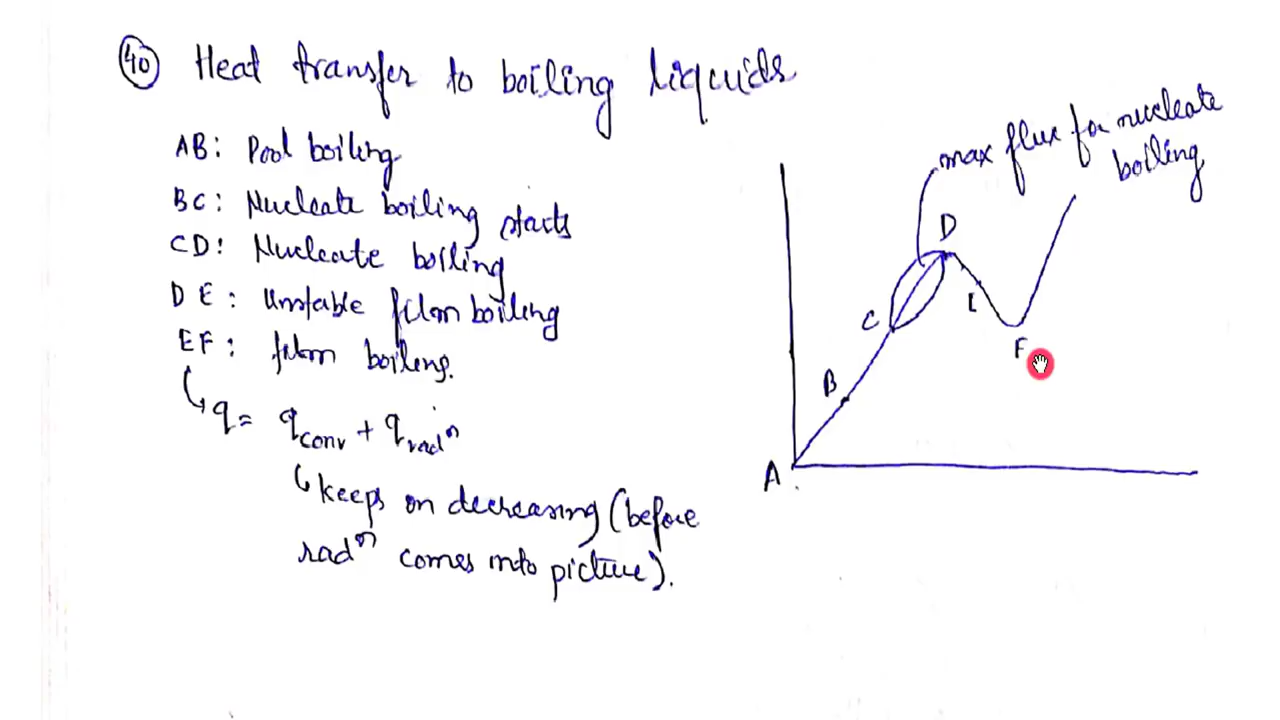 40 Heat transfer to boiling liquids
AB: Pool boiling
BC: Nucleate boiling starts
CD: Nucleate boiling
DE: Unstable film boiling
EF: film boiling.
q = qconv + qradⁿ
keeps on decreasing (before
radⁿ comes into picture).
max flux for nucleate
boiling
D
C
E
F
B
A